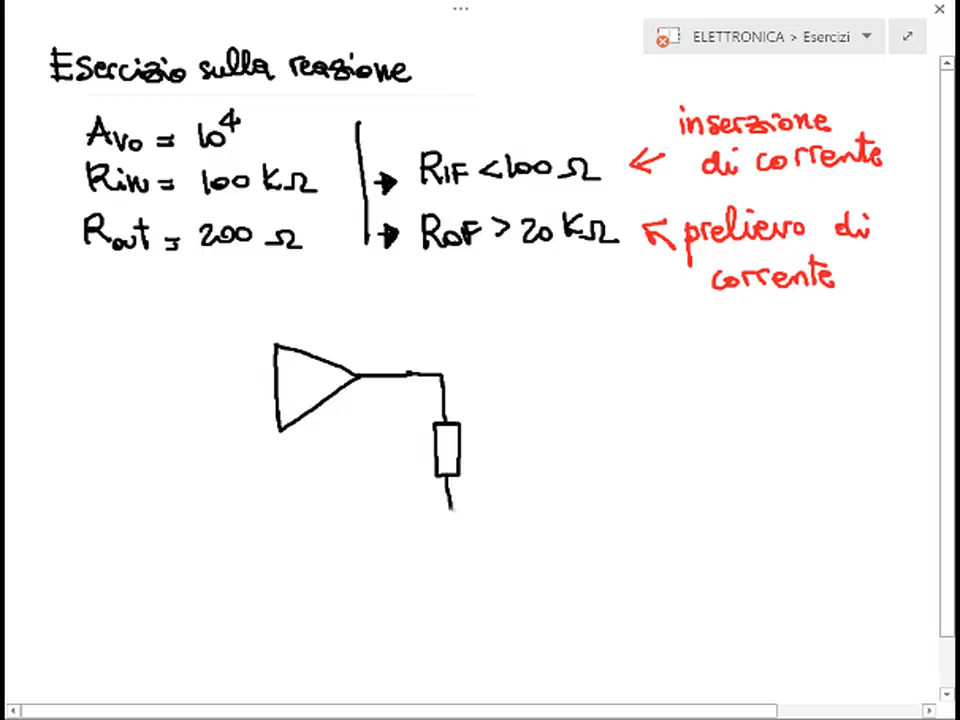 ELETTRONICA > Esercizi
Esercizio sulla reazione
Avo = 10⁴
Rin = 100 KΩ
Rout = 200 Ω
RIF < 100 Ω
ROF > 20 KΩ
inserzione
di corrente
prelievo di
corrente